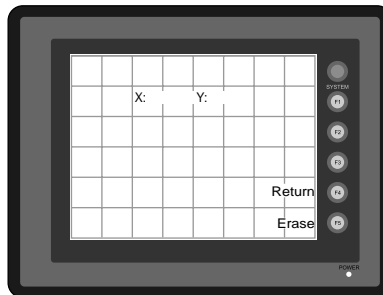 SYSTEM
X: Y:
F1
F2
F3
Return F4
Erase F5
POWER